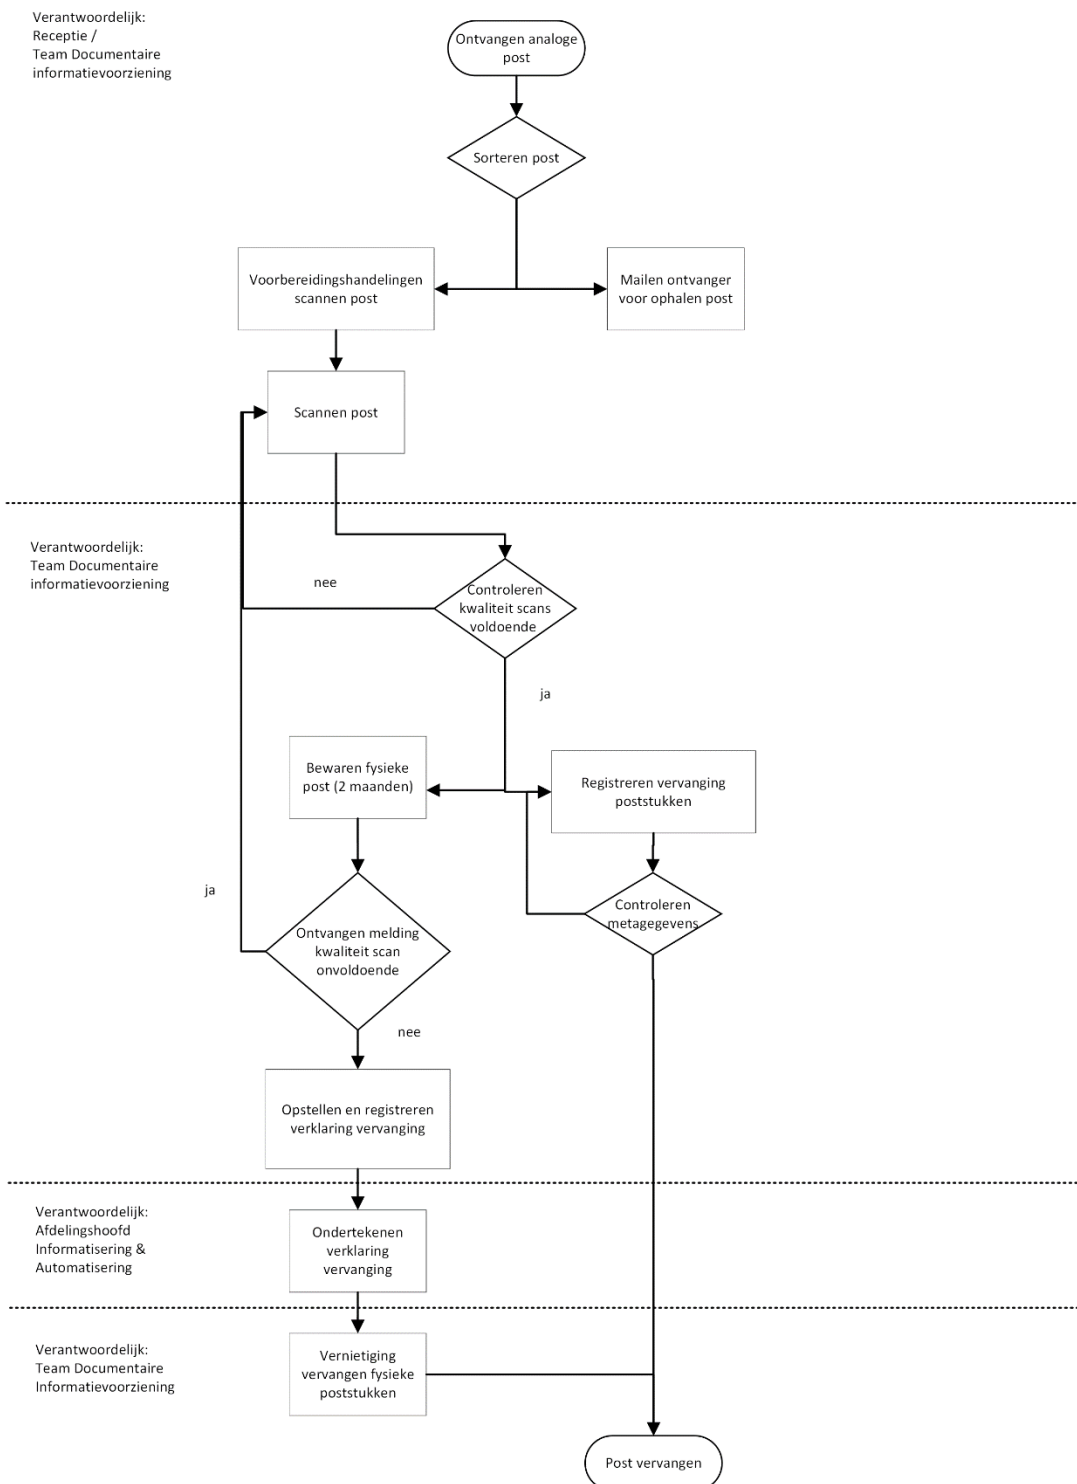 Verantwoordelijk:
Receptie /
Team Documentaire
informatievoorziening
Ontvangen analoge
post
Sorteren post
Voorbereidingshandelingen
scannen post
Mailen ontvanger
voor ophalen post
Scannen post
Verantwoordelijk:
Team Documentaire
informatievoorziening
nee
Controleren
kwaliteit scans
voldoende
ja
Bewaren fysieke
post (2 maanden)
Registreren vervanging
poststukken
ja
Controleren
metagegevens
Ontvangen melding
kwaliteit scan
onvoldoende
nee
Opstellen en registreren
verklaring vervanging
Verantwoordelijk:
Afdelingshoofd
Informatisering &
Automatisering
Ondertekenen
verklaring
vervanging
Verantwoordelijk:
Team Documentaire
Informatievoorziening
Vernietiging
vervangen fysieke
poststukken
Post vervangen